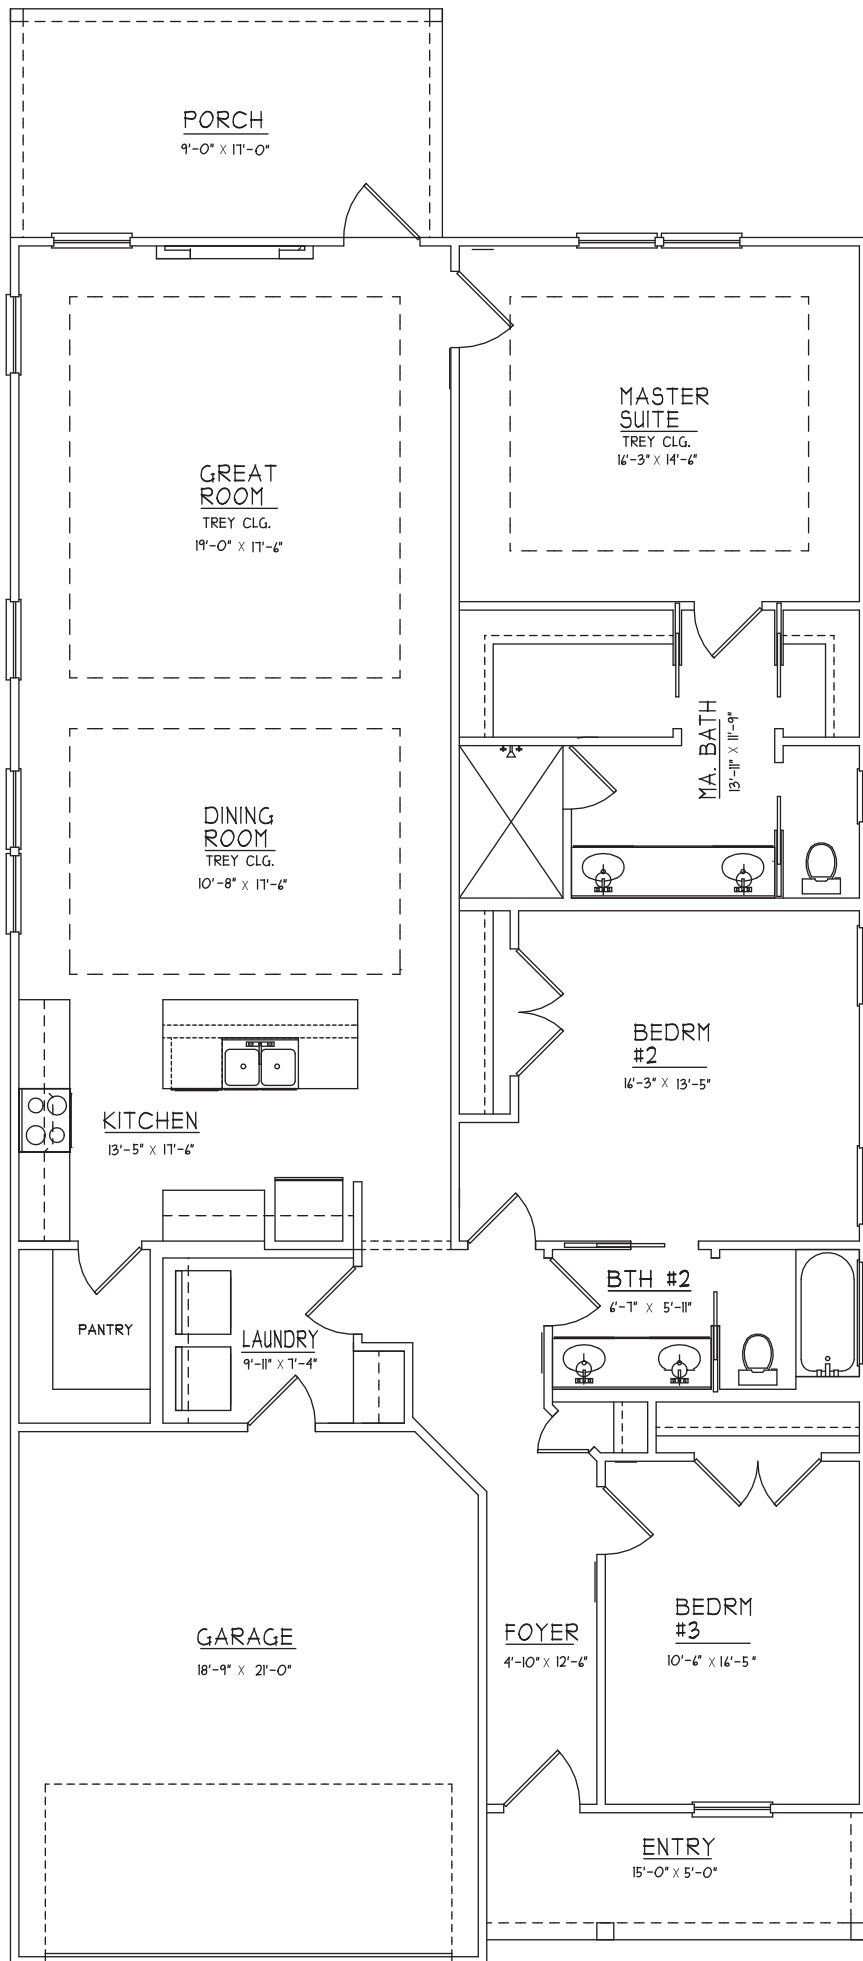 PORCH
9'-0" X 17'-0"
MASTER
SUITE
TREY CLG.
16'-3" X 14'-6"
GREAT
ROOM
TREY CLG.
19'-0" X 17'-6"
MA. BATH
13'-11" X 11'-9"
DINING
ROOM
TREY CLG.
10'-8" X 17'-6"
BEDRM
#2
16'-3" X 13'-5"
KITCHEN
13'-5" X 17'-6"
BTH #2
6'-7" X 5'-11"
PANTRY
LAUNDRY
9'-11" X 7'-4"
BEDRM
#3
10'-6" X 16'-5"
FOYER
4'-10" X 12'-6"
GARAGE
18'-9" X 21'-0"
ENTRY
15'-0" X 5'-0"